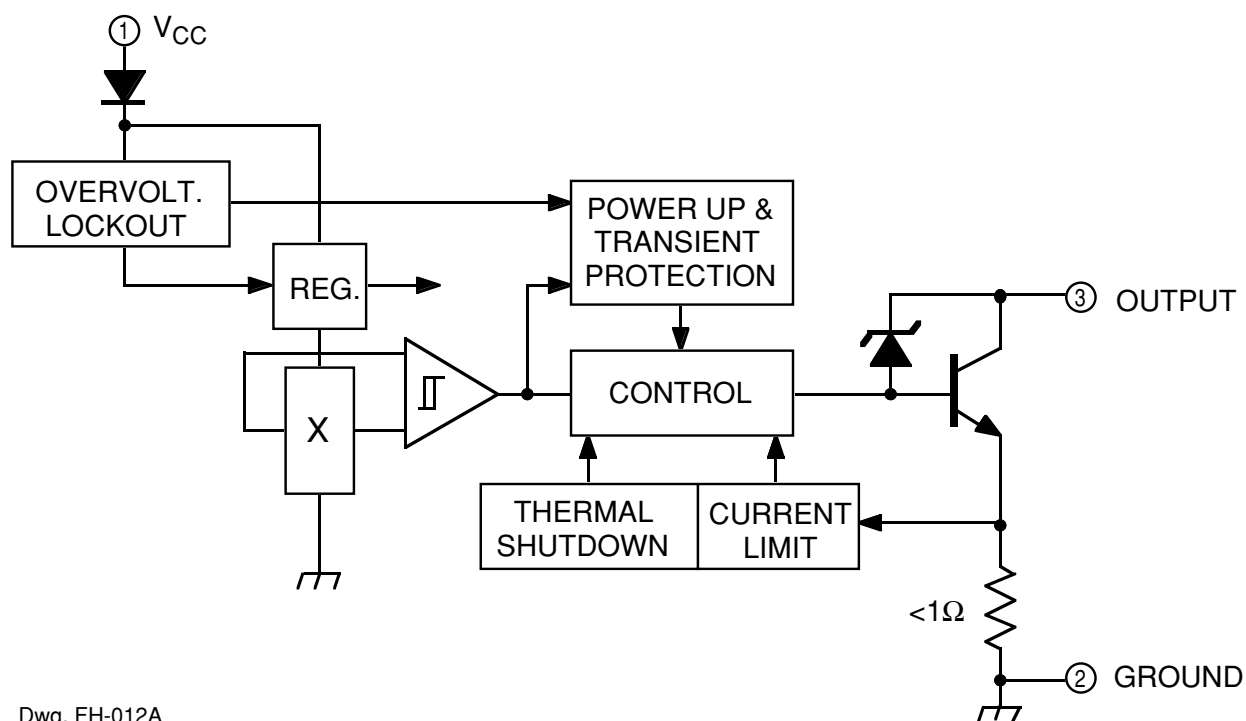 1 VCC
OVERVOLT.
LOCKOUT
POWER UP &
TRANSIENT
PROTECTION
REG.
3 OUTPUT
CONTROL
X
THERMAL
SHUTDOWN
CURRENT
LIMIT
<1Ω
2 GROUND
Dwg. FH-012A